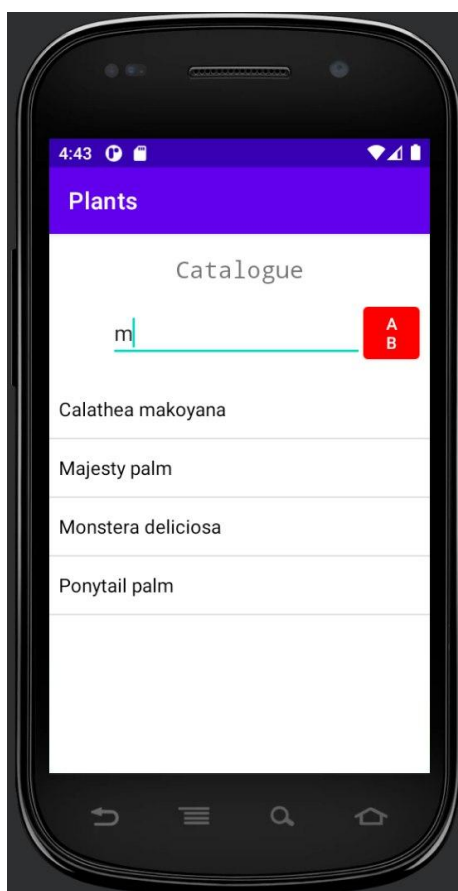 4:43
Plants
Catalogue
m
A
B
Calathea makoyana
Majesty palm
Monstera deliciosa
Ponytail palm